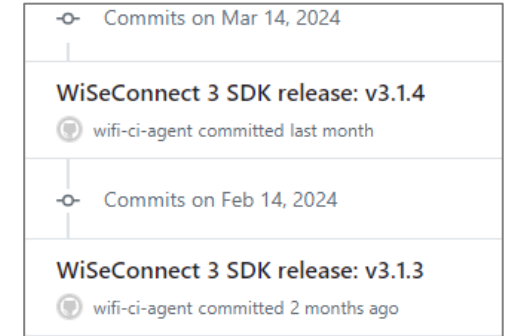 Commits on Mar 14, 2024
WiSeConnect 3 SDK release: v3.1.4
wifi-ci-agent committed last month
Commits on Feb 14, 2024
WiSeConnect 3 SDK release: v3.1.3
wifi-ci-agent committed 2 months ago